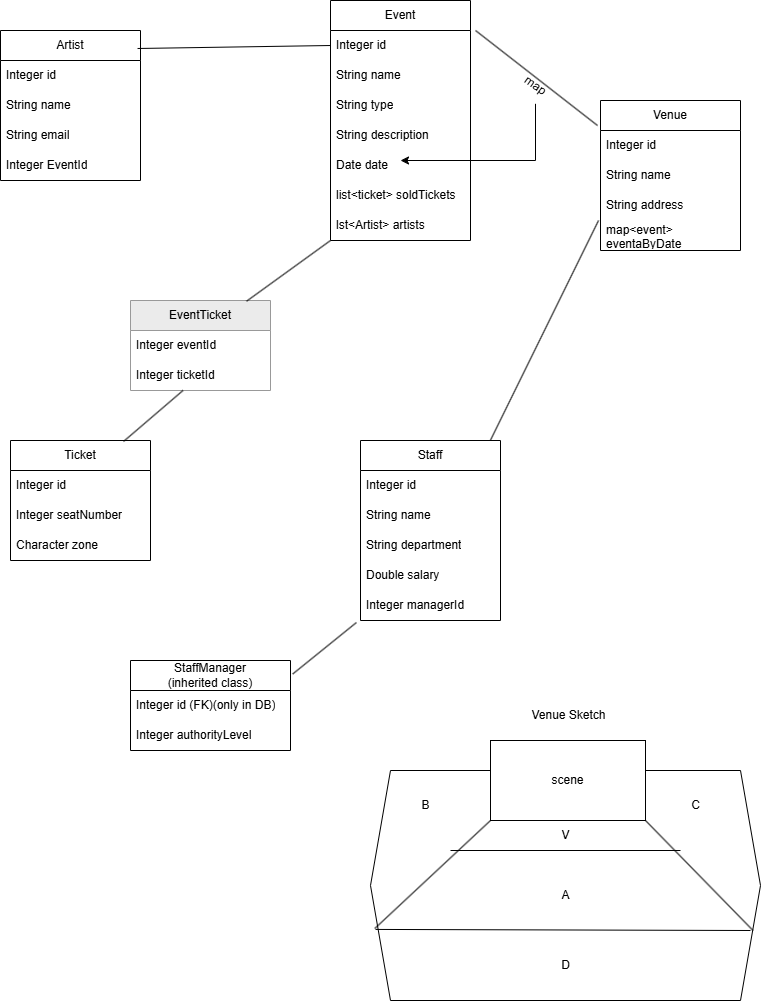 Event
Integer id
String name
String type
String description
Date date
list<ticket> soldTickets
lst<Artist> artists
Artist
Integer id
String name
String email
Integer EventId
map
Venue
Integer id
String name
String address
map<event>
eventaByDate
EventTicket
Integer eventId
Integer ticketId
Ticket
Integer id
Integer seatNumber
Character zone
Staff
Integer id
String name
String department
Double salary
Integer managerId
StaffManager
(inherited class)
Integer id (FK)(only in DB)
Integer authorityLevel
Venue Sketch
scene
B
C
V
A
D